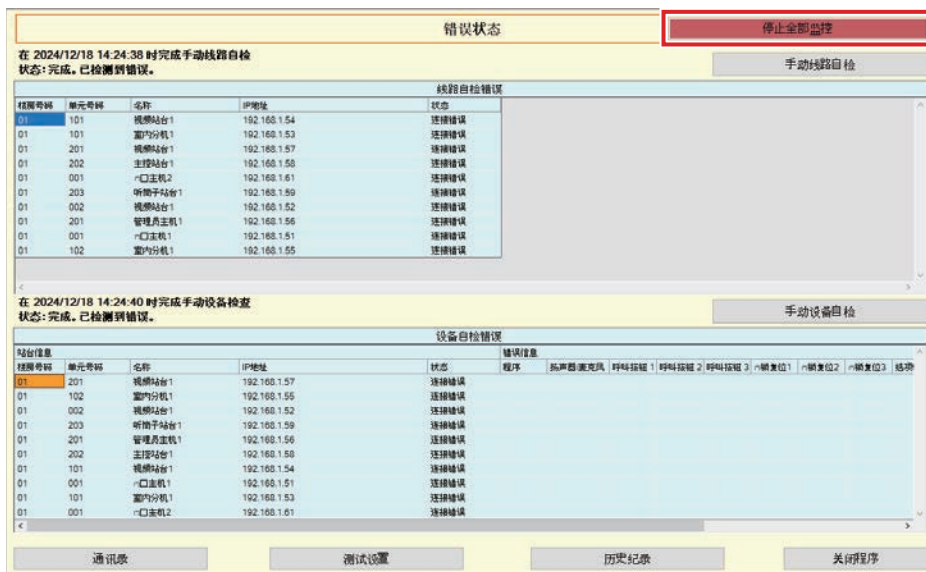 错误状态
停止全部监控
在 2024/12/18 14:24:38 时完成手动线路自检
状态：完成。已检测到错误。
手动线路自检
线路自检错误
楼房号码 单元号码 名称 IP地址 状态
01 101 视频站台1 192.168.1.54 连接错误
01 101 室内分机1 192.168.1.53 连接错误
01 201 视频站台1 192.168.1.57 连接错误
01 202 主控站台1 192.168.1.58 连接错误
01 001 门口主机2 192.168.1.61 连接错误
01 203 听筒子站台1 192.168.1.59 连接错误
01 002 视频站台1 192.168.1.52 连接错误
01 201 管理员主机1 192.168.1.56 连接错误
01 001 门口主机1 192.168.1.51 连接错误
01 102 室内分机1 192.168.1.55 连接错误
在 2024/12/18 14:24:40 时完成手动设备检查
状态：完成。已检测到错误。
手动设备自检
设备自检错误
站台信息 错误信息
楼房号码 单元号码 名称 IP地址 状态 程序 扬声器/麦克风 呼叫按钮 1 呼叫按钮 2 呼叫按钮 3 门锁复位1 门锁复位2 门锁复位3 选项
01 201 视频站台1 192.168.1.57 连接错误
01 102 室内分机1 192.168.1.55 连接错误
01 002 视频站台1 192.168.1.52 连接错误
01 203 听筒子站台1 192.168.1.59 连接错误
01 201 管理员主机1 192.168.1.56 连接错误
01 202 主控站台1 192.168.1.58 连接错误
01 101 视频站台1 192.168.1.54 连接错误
01 001 门口主机1 192.168.1.51 连接错误
01 101 室内分机1 192.168.1.53 连接错误
01 001 门口主机2 192.168.1.61 连接错误
通讯录
测试设置
历史纪录
关闭程序